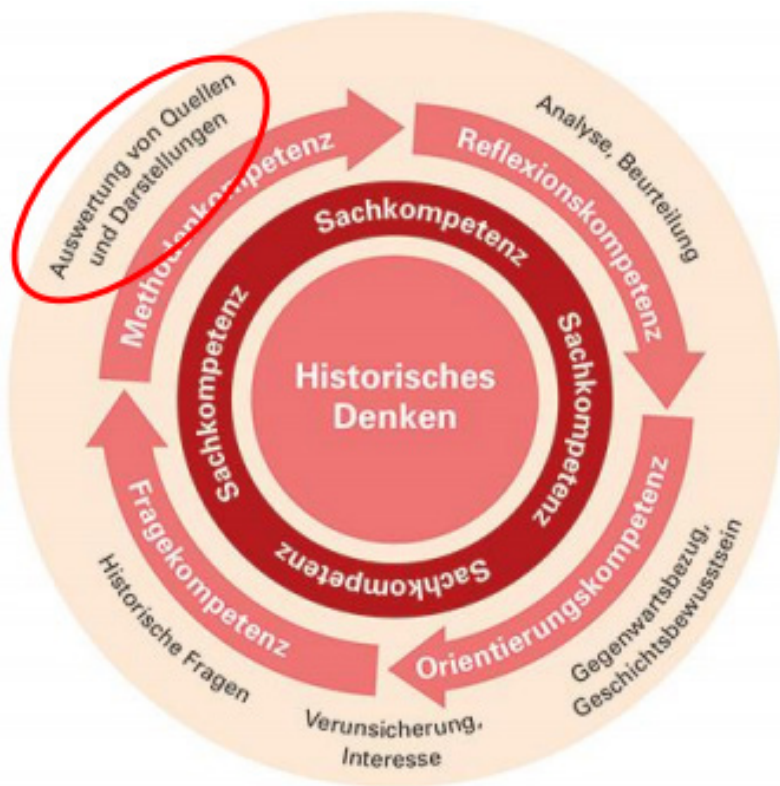 Auswertung von Quellen
und Darstellungen
Methodenkompetenz
Reflexionskompetenz
Analyse, Beurteilung
Sachkompetenz
Sachkompetenz
Sachkompetenz
Sachkompetenz
Historisches
Denken
Orientierungskompetenz
Gegenwartsbezug,
Geschichtsbewusstsein
Fragekompetenz
Historische Fragen
Verunsicherung,
Interesse